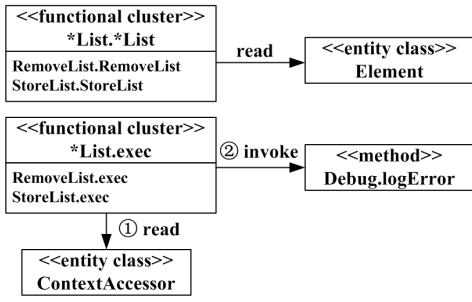 <<functional cluster>>
*List.*List
RemoveList.RemoveList
StoreList.StoreList
read
<<entity class>>
Element
<<functional cluster>>
*List.exec
RemoveList.exec
StoreList.exec
② invoke
<<method>>
Debug.logError
① read
<<entity class>>
ContextAccessor